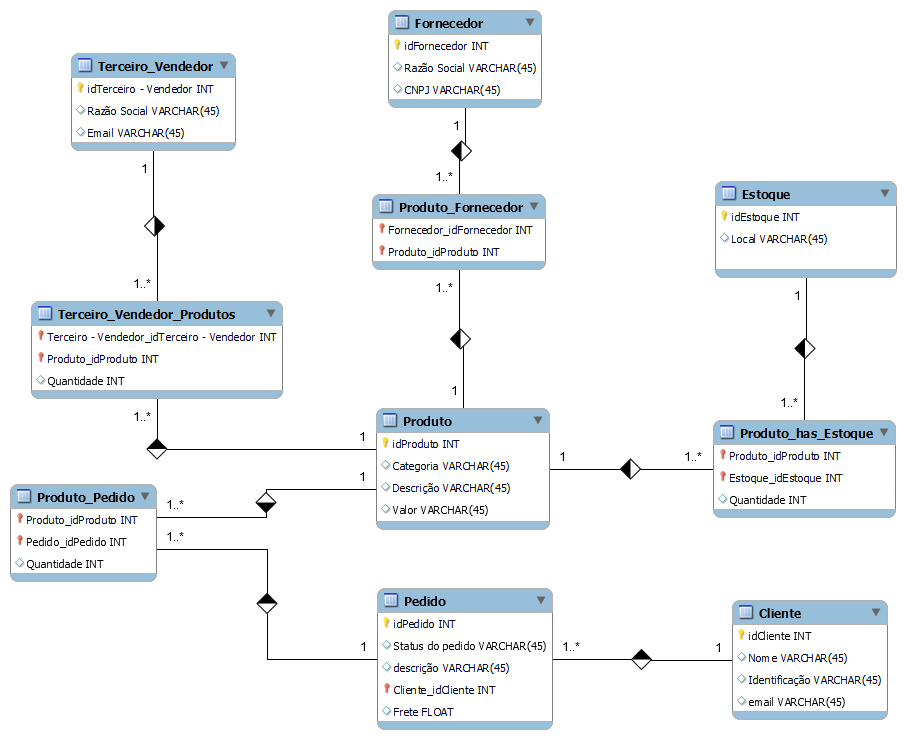 Fornecedor
idFornecedor INT
Razão Social VARCHAR(45)
CNPJ VARCHAR(45)
Terceiro_Vendedor
idTerceiro - Vendedor INT
Razão Social VARCHAR(45)
Email VARCHAR(45)
1
1
1..*
Produto_Fornecedor
Fornecedor_idFornecedor INT
Produto_idProduto INT
Estoque
idEstoque INT
Local VARCHAR(45)
1..*
1..*
1
Terceiro_Vendedor_Produtos
Terceiro - Vendedor_idTerceiro - Vendedor INT
Produto_idProduto INT
Quantidade INT
1
1..*
1..*
1
Produto
idProduto INT
Categoria VARCHAR(45)
Descrição VARCHAR(45)
Valor VARCHAR(45)
1
1..*
Produto_has_Estoque
Produto_idProduto INT
Estoque_idEstoque INT
Quantidade INT
1
Produto_Pedido
Produto_idProduto INT
Pedido_idPedido INT
Quantidade INT
1..*
1..*
1
Pedido
idPedido INT
Status do pedido VARCHAR(45)
descrição VARCHAR(45)
Cliente_idCliente INT
Frete FLOAT
1..*
1
Cliente
idCliente INT
Nome VARCHAR(45)
Identificação VARCHAR(45)
email VARCHAR(45)